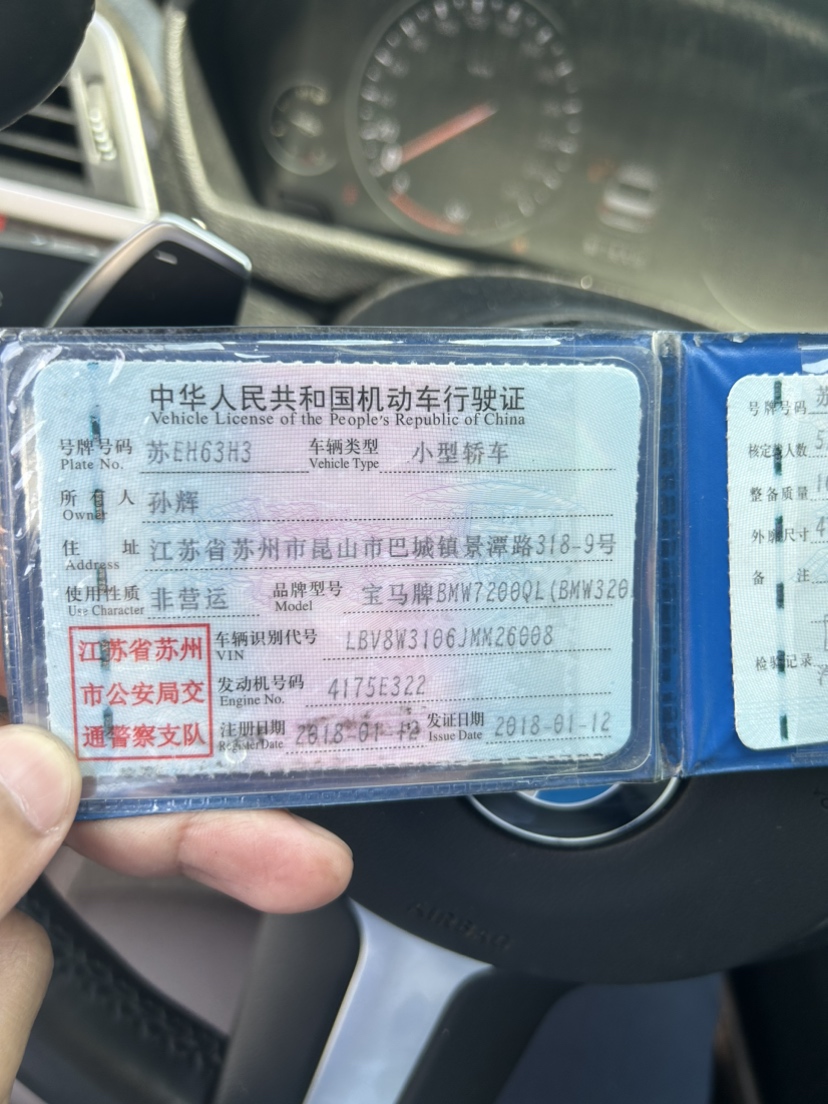 中华人民共和国机动车行驶证
Vehicle License of the People's Republic of China
号牌号码 Plate No. 苏EH63H3 车辆类型 Vehicle Type 小型轿车
所有人 Owner 孙辉
住址 Address 江苏省苏州市昆山市巴城镇景潭路318-9号
使用性质 Use Character 非营运 品牌型号 Model 宝马牌BMW7200QL(BMW320
江苏省苏州
市公安局交
通警察支队
车辆识别代号 VIN LBV8W3106JMM26008
发动机号码 Engine No. 4175E322
注册日期 Register Date 2018-01-12 发证日期 Issue Date 2018-01-12
号牌号码 苏
核定载人数 5
整备质量
外廓尺寸 4
备注
检验记录
AIRBAG